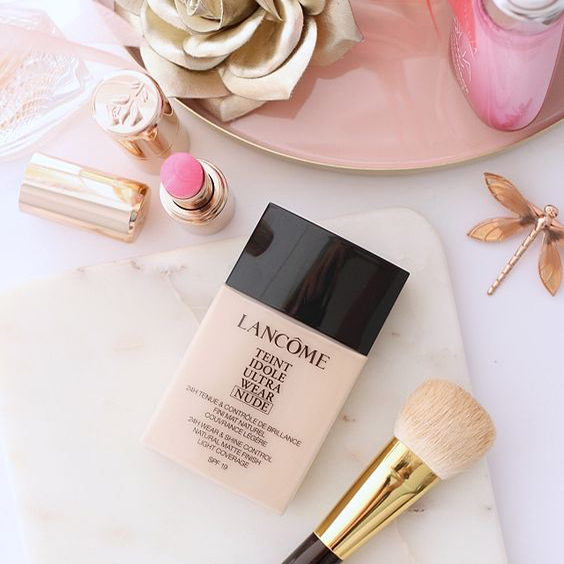 LANCÔME
TEINT
IDOLE
ULTRA
WEAR
NUDE
24H TENUE & CONTRÔLE DE BRILLANCE
FINI MAT NATUREL
COUVRANCE LÉGÈRE
24H WEAR & SHINE CONTROL
NATURAL MATTE FINISH
LIGHT COVERAGE
SPF 19